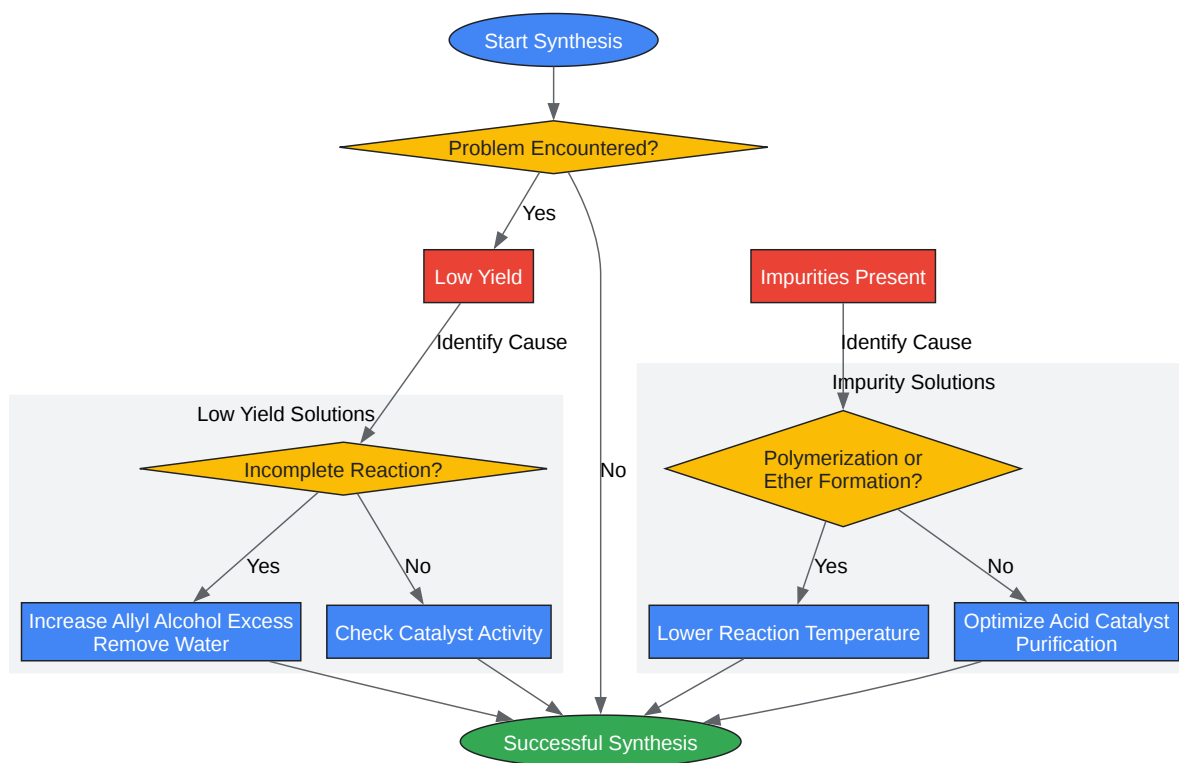 Start Synthesis
Problem Encountered?
Yes
Low Yield
Impurities Present
Identify Cause
Identify Cause
Impurity Solutions
Low Yield Solutions
Incomplete Reaction?
No
Polymerization or
Ether Formation?
Yes
No
Yes
No
Increase Allyl Alcohol Excess
Remove Water
Check Catalyst Activity
Lower Reaction Temperature
Optimize Acid Catalyst
Purification
Successful Synthesis